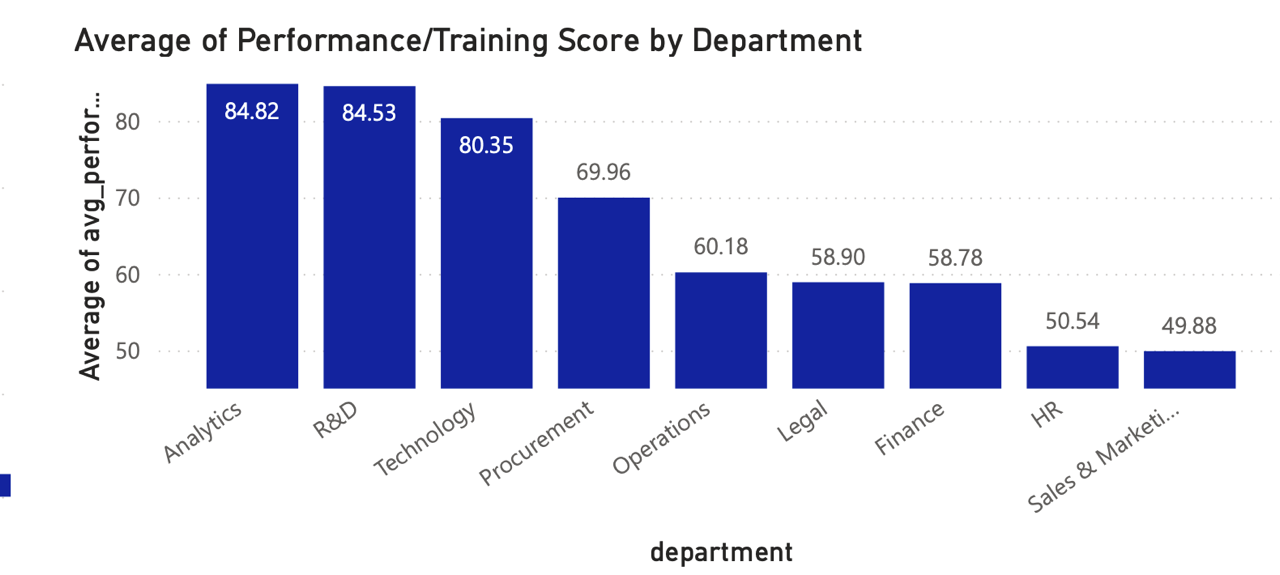 Average of Performance/Training Score by Department
Average of avg_perfor...
80
70
60
50
84.82
84.53
80.35
69.96
60.18
58.90
58.78
50.54
49.88
Analytics
R&D
Technology
Procurement
Operations
Legal
Finance
HR
Sales & Marketi...
department